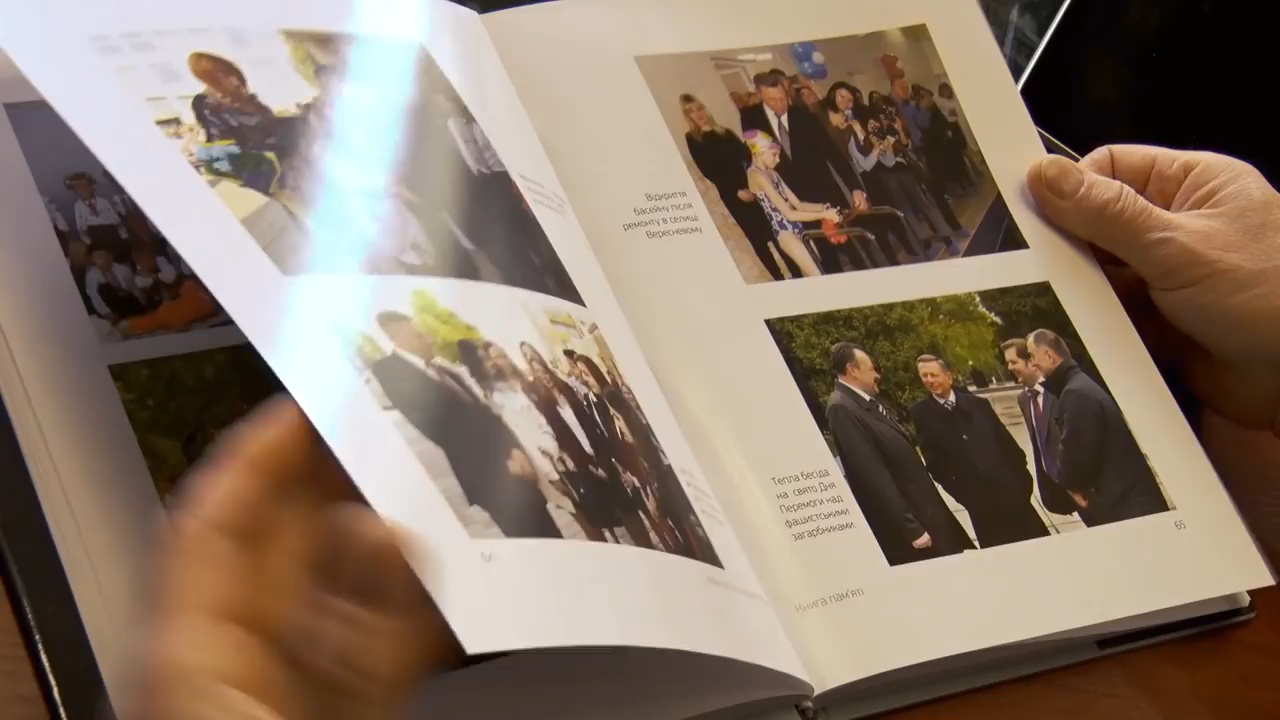 Відкриття
басейну після
ремонту в селищі
Вересневому
Тепла бесіда
на свято Дня
Перемоги над
фашистськими
загарбниками.
65
Книга пам'яті